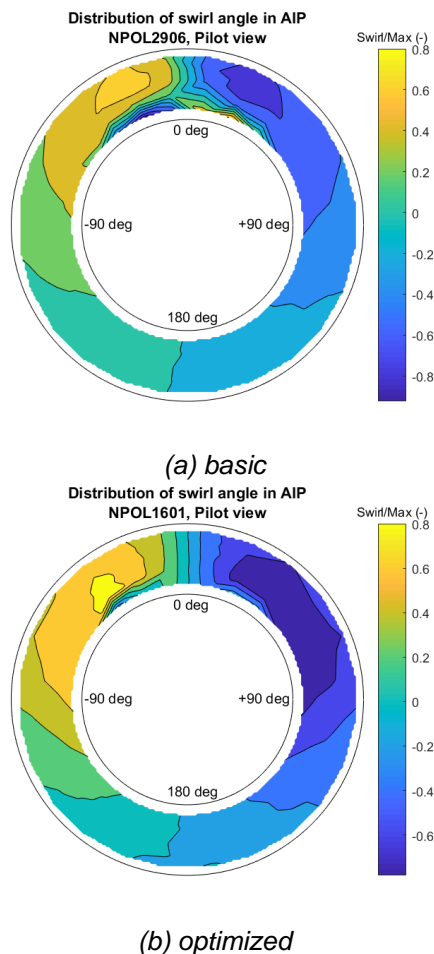 Distribution of swirl angle in AIP
NPOL2906, Pilot view
Swirl/Max (-)
0.8
0.6
0.4
0.2
0
-0.2
-0.4
-0.6
-0.8
0 deg
-90 deg
+90 deg
180 deg
(a) basic
Distribution of swirl angle in AIP
NPOL1601, Pilot view
Swirl/Max (-)
0.8
0.6
0.4
0.2
0
-0.2
-0.4
-0.6
0 deg
-90 deg
+90 deg
180 deg
(b) optimized